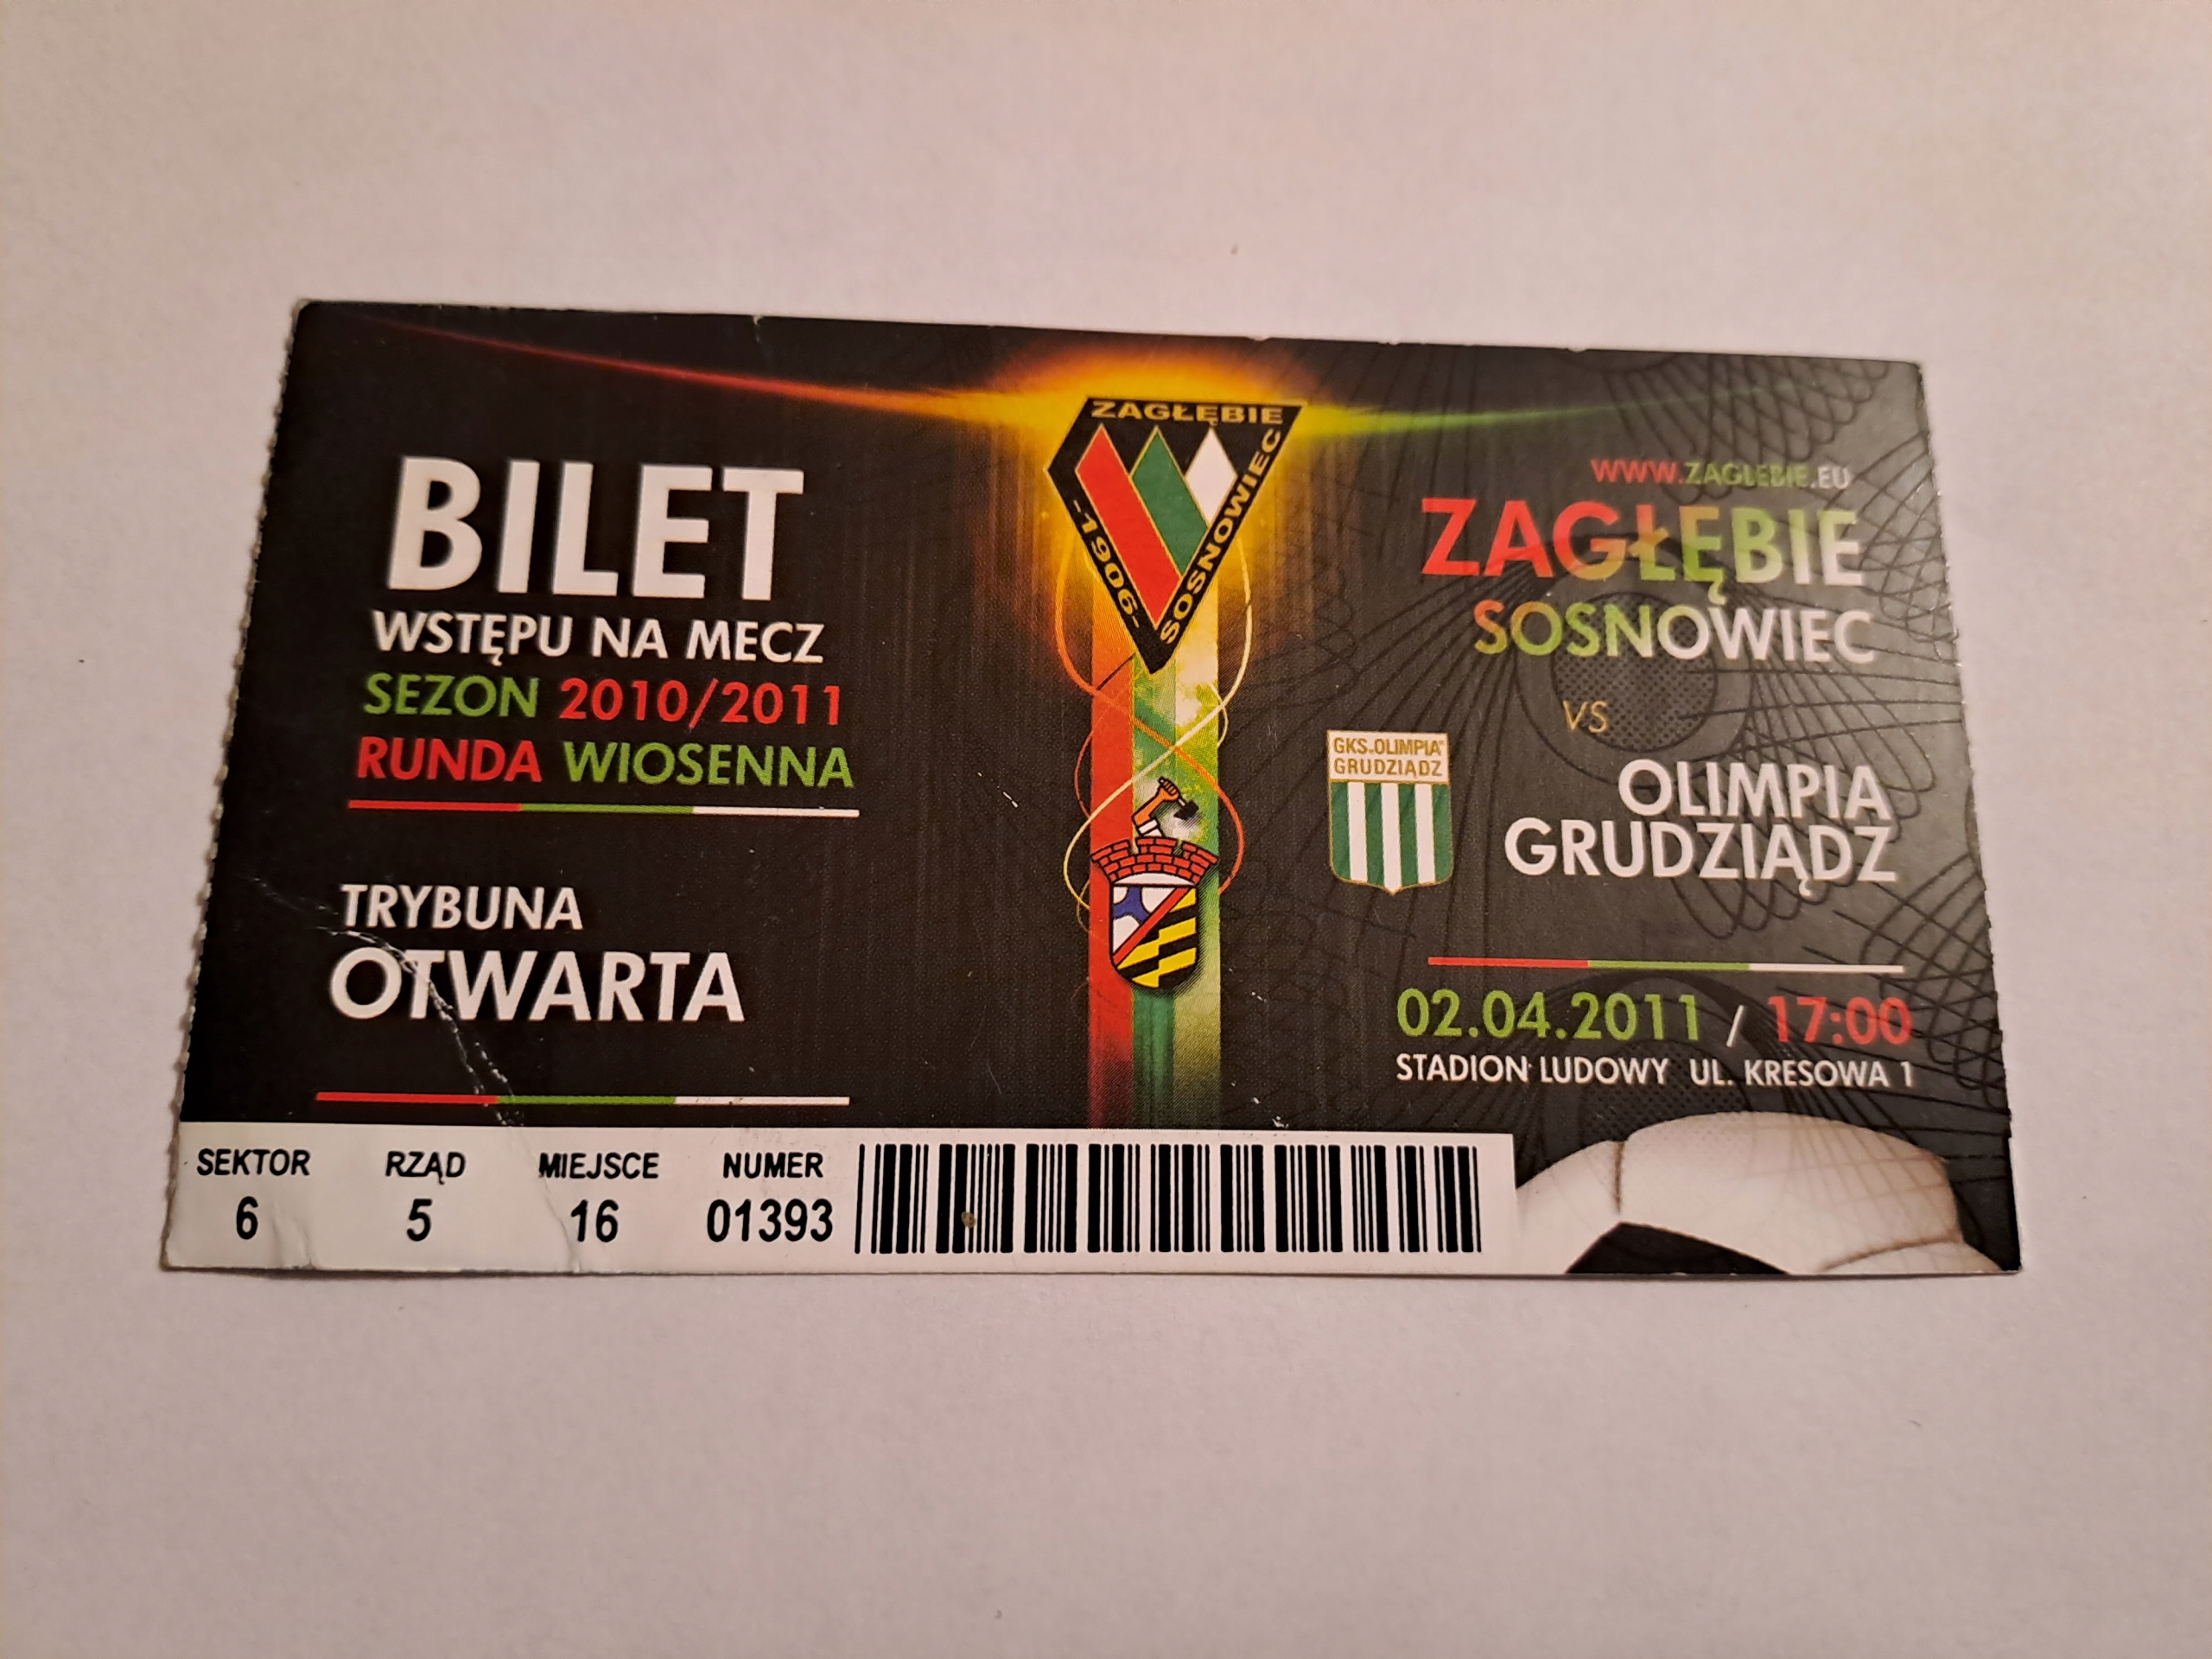 BILET
WSTĘPU NA MECZ
SEZON 2010/2011
RUNDA WIOSENNA
TRYBUNA
OTWARTA
ZAGŁĘBIE
SOSNOWIEC
-1906-
WWW.ZAGLEBIE.EU
ZAGŁĘBIE
SOSNOWIEC
VS
GKS-OLIMPIA
GRUDZIĄDZ
OLIMPIA
GRUDZIĄDZ
02.04.2011 / 17:00
STADION LUDOWY UL. KRESOWA 1
SEKTOR RZĄD MIEJSCE NUMER
6 5 16 01393